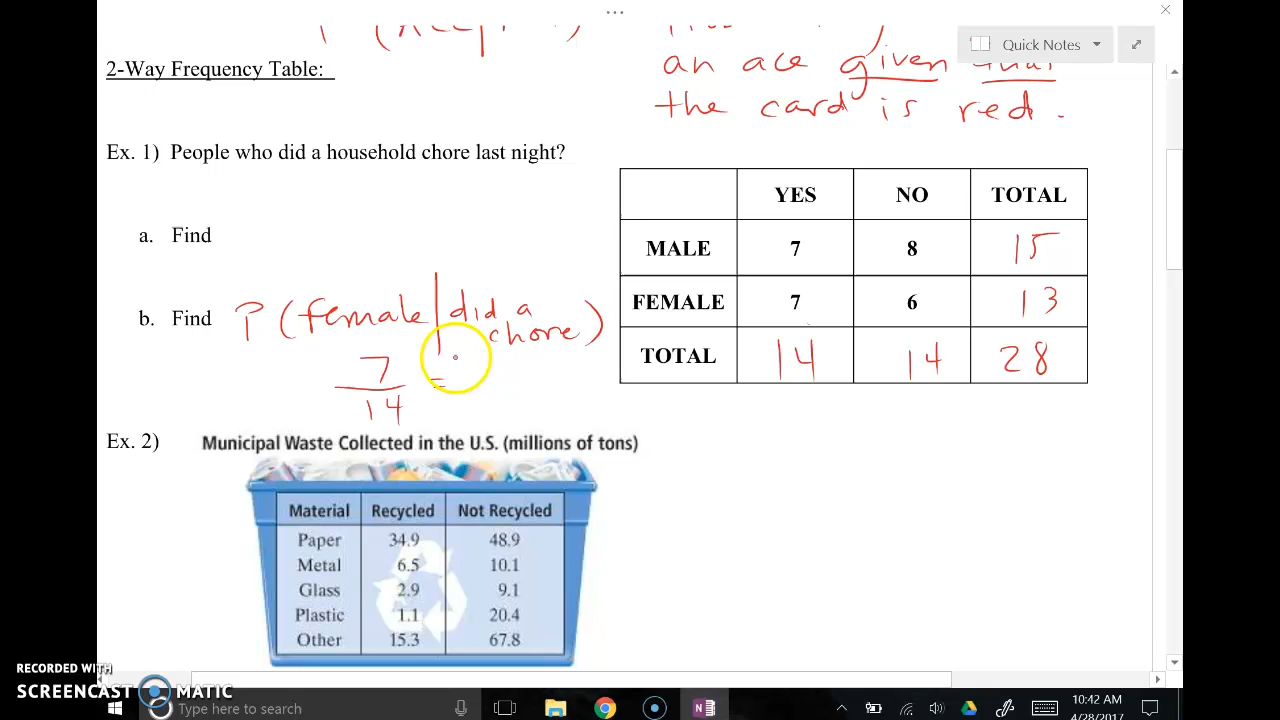 Quick Notes
2-Way Frequency Table:
an ace given that
the card is red.
Ex. 1) People who did a household chore last night?
YES NO TOTAL
MALE 7 8 15
FEMALE 7 6 13
TOTAL 14 14 28
a. Find
b. Find P (female | did a chore)
7
14 =
Ex. 2) Municipal Waste Collected in the U.S. (millions of tons)
Material Recycled Not Recycled
Paper 34.9 48.9
Metal 6.5 10.1
Glass 2.9 9.1
Plastic 1.1 20.4
Other 15.3 67.8
RECORDED WITH
SCREENCAST MATIC
Type here to search
10:42 AM
4/28/2017